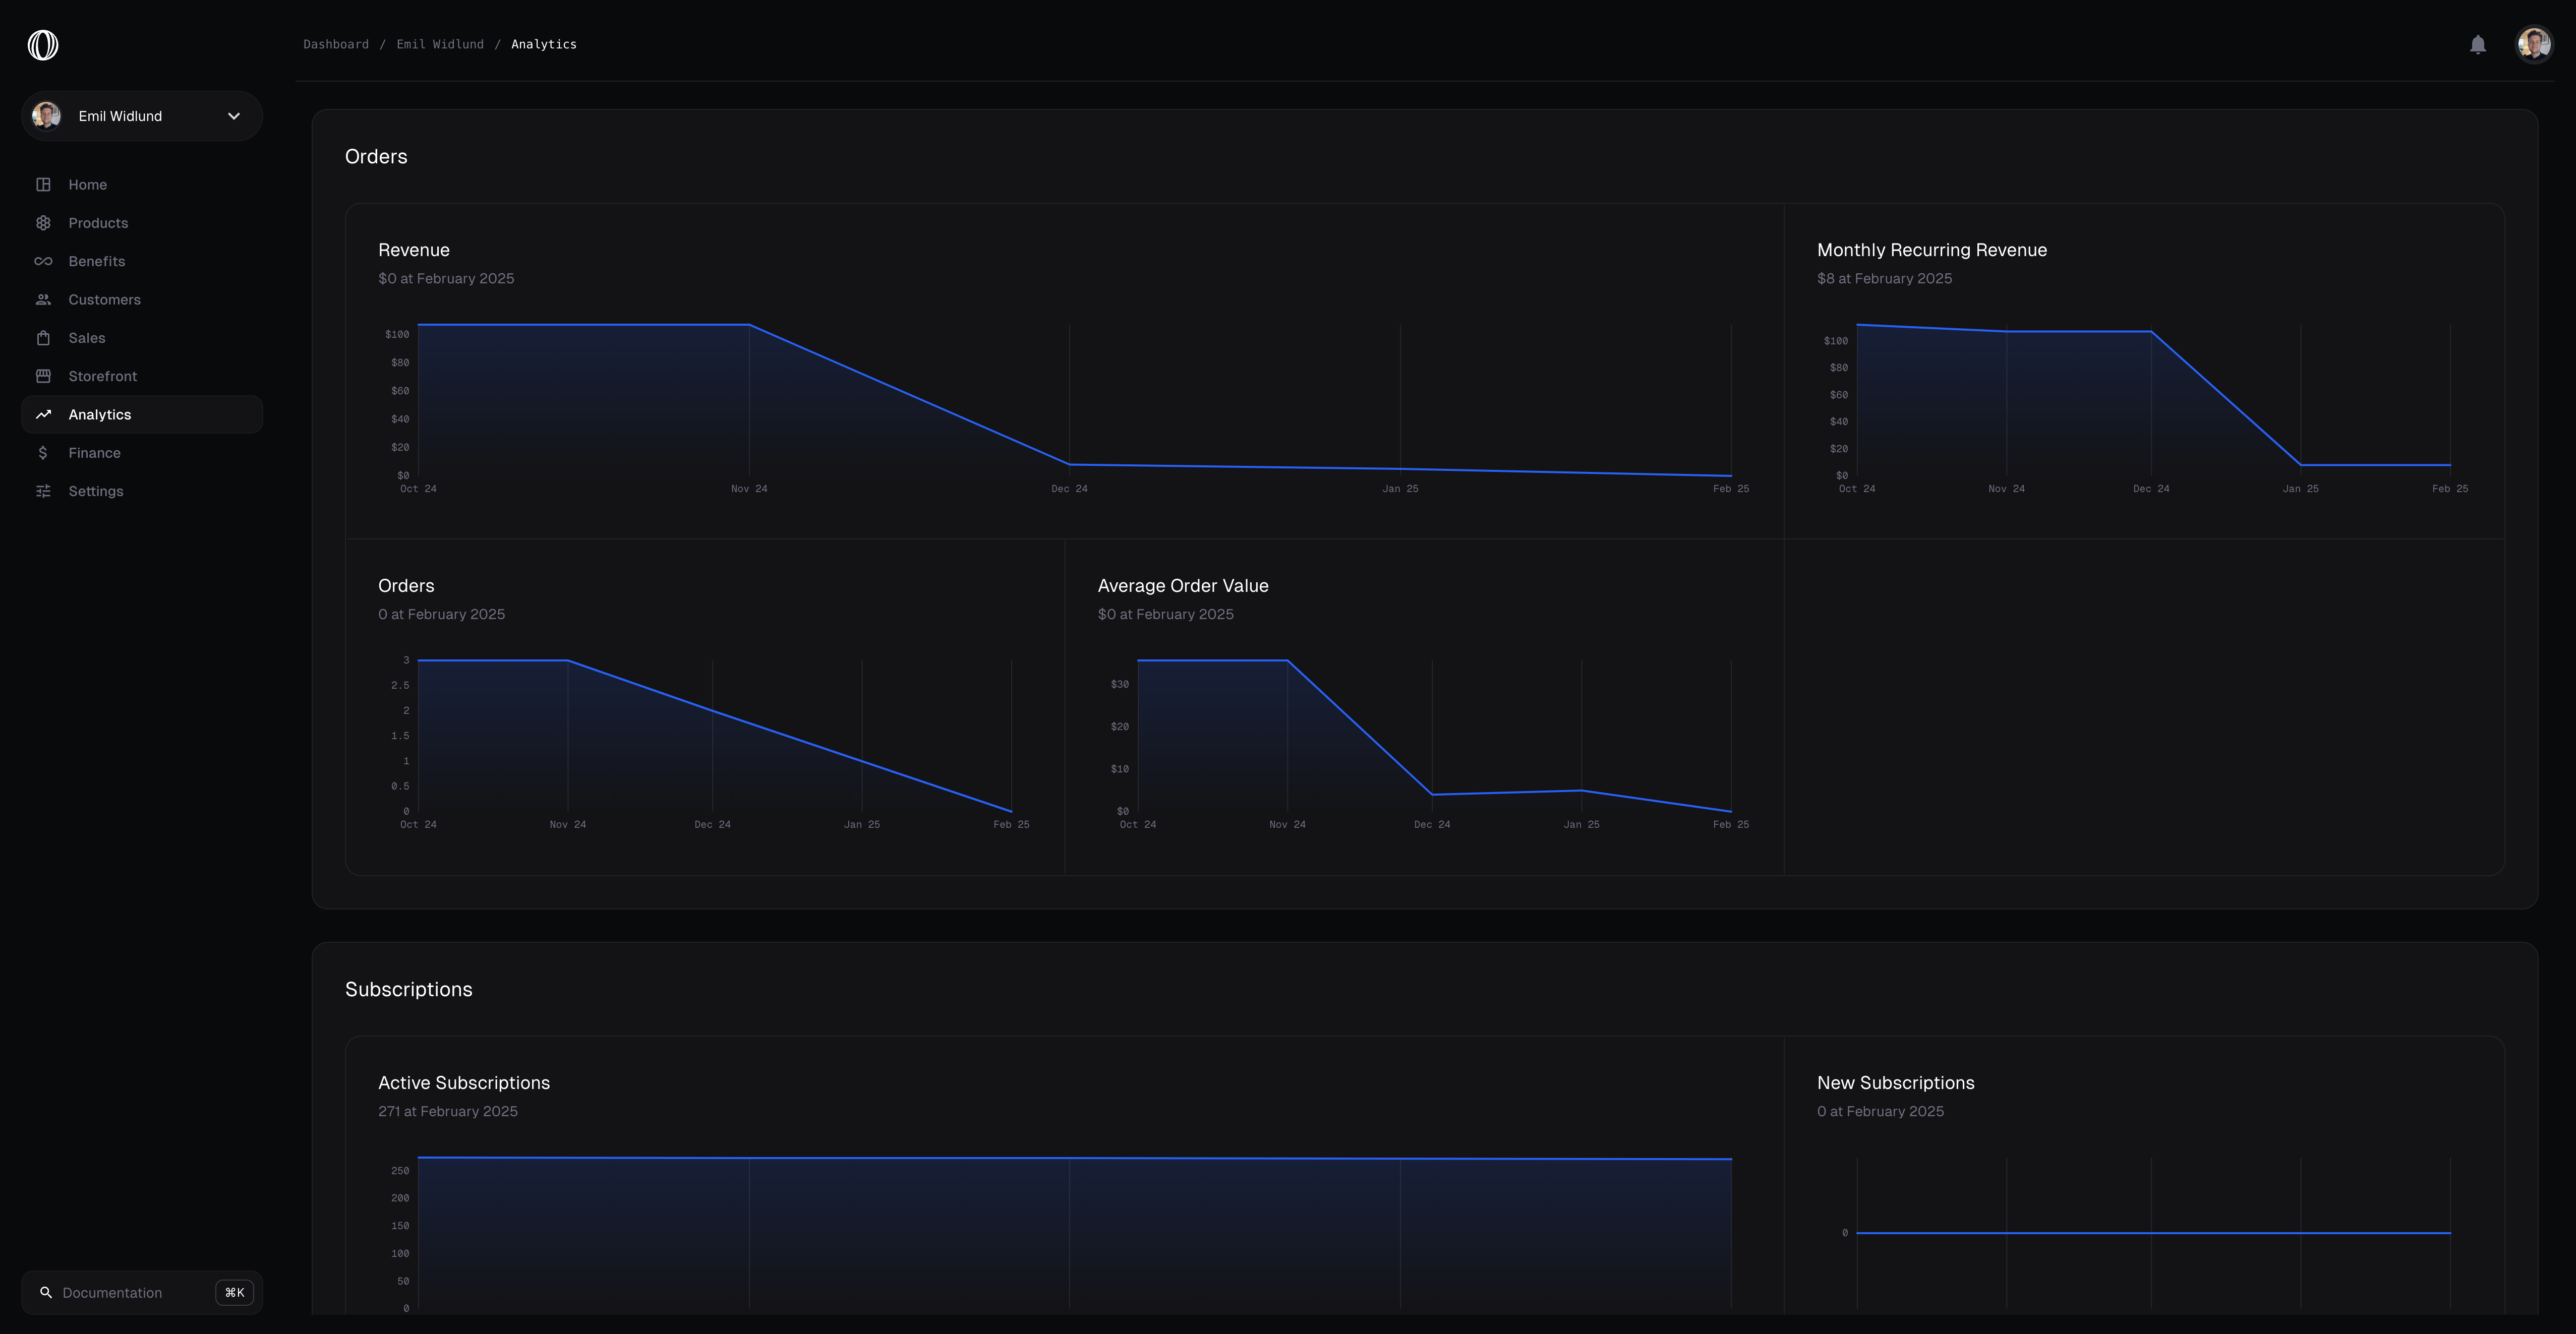 Dashboard / Emil Widlund / Analytics
Emil Widlund
Home
Products
Benefits
Customers
Sales
Storefront
Analytics
Finance
Settings
Documentation ⌘K
Orders
Revenue
$0 at February 2025
$100
$80
$60
$40
$20
$0
Oct 24 Nov 24 Dec 24 Jan 25 Feb 25
Monthly Recurring Revenue
$8 at February 2025
$100
$80
$60
$40
$20
$0
Oct 24 Nov 24 Dec 24 Jan 25 Feb 25
Orders
0 at February 2025
3
2.5
2
1.5
1
0.5
0
Oct 24 Nov 24 Dec 24 Jan 25 Feb 25
Average Order Value
$0 at February 2025
$30
$20
$10
$0
Oct 24 Nov 24 Dec 24 Jan 25 Feb 25
Subscriptions
Active Subscriptions
271 at February 2025
250
200
150
100
50
0
New Subscriptions
0 at February 2025
0